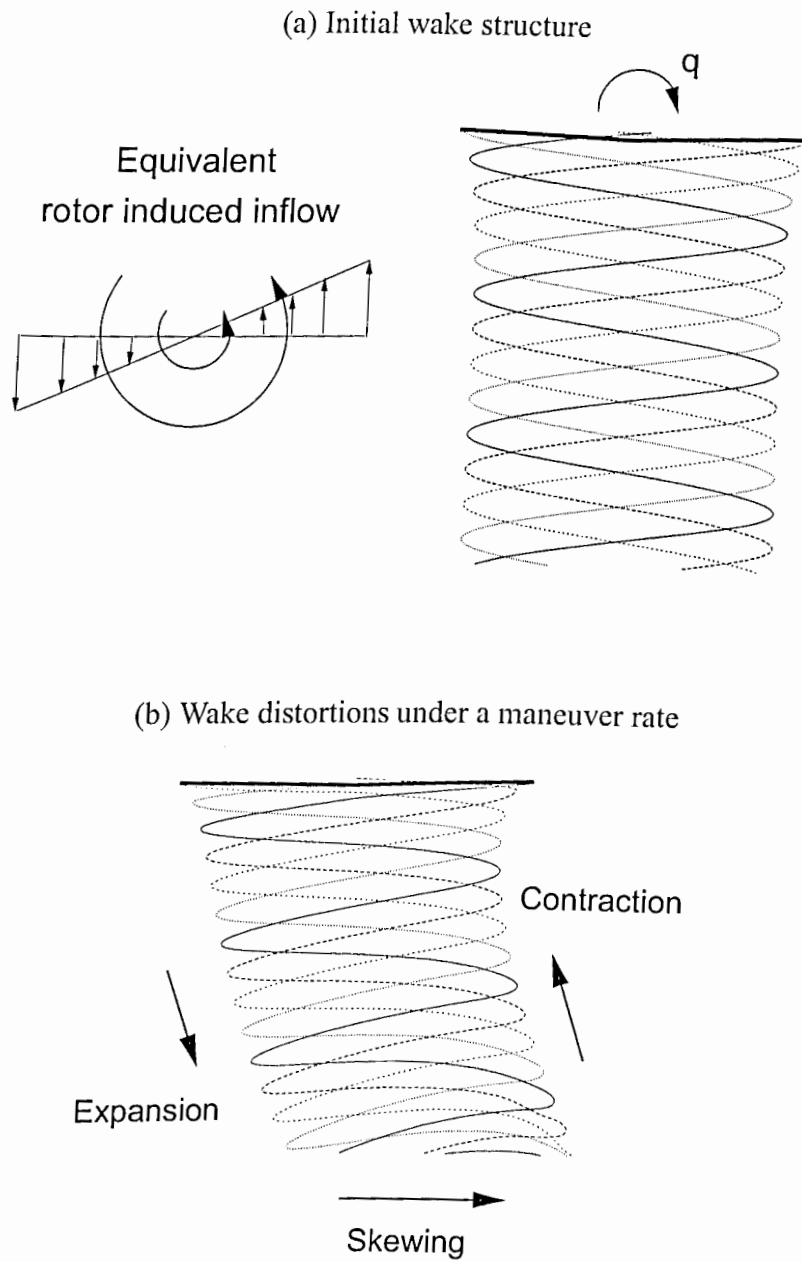 (a) Initial wake structure
q
Equivalent
rotor induced inflow
(b) Wake distortions under a maneuver rate
Contraction
Expansion
Skewing